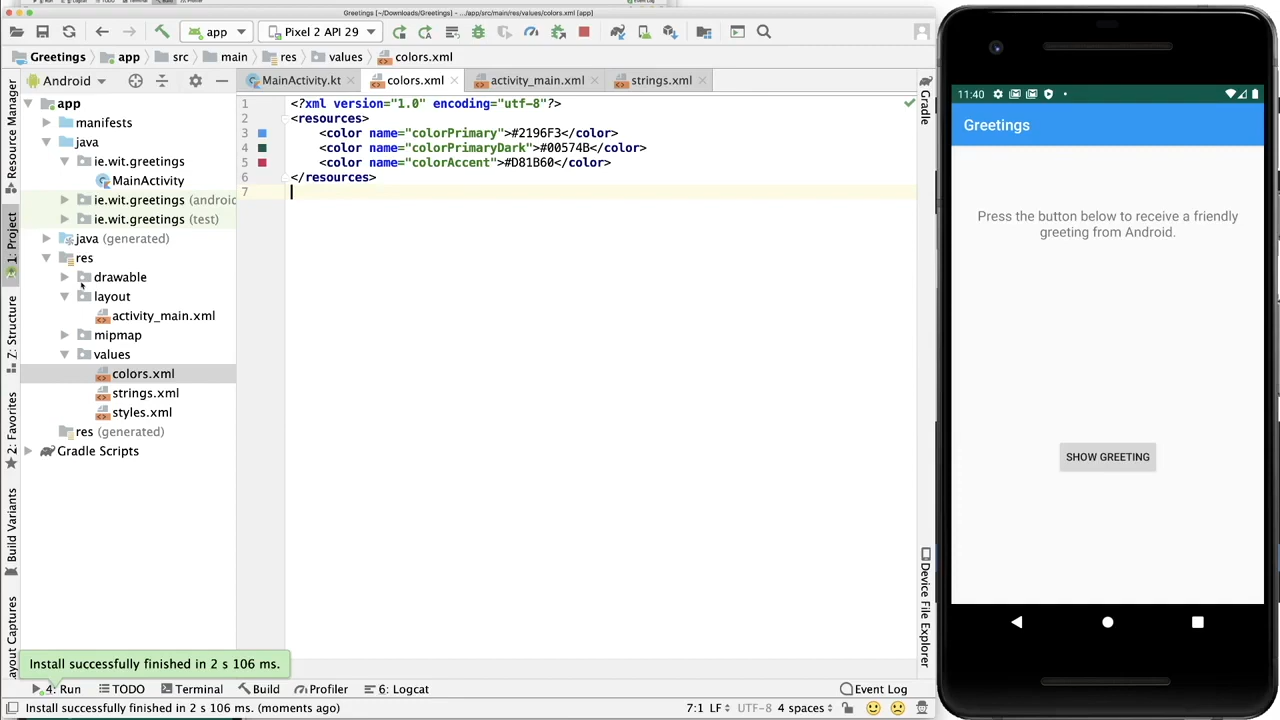 Greetings [~/Downloads/Greetings] - .../app/src/main/res/values/colors.xml [app]
app
Pixel 2 API 29
Greetings
app
src
main
res
values
colors.xml
Android
MainActivity.kt
colors.xml
activity_main.xml
strings.xml
app
manifests
java
ie.wit.greetings
MainActivity
ie.wit.greetings (android
ie.wit.greetings (test)
java (generated)
res
drawable
layout
activity_main.xml
mipmap
values
colors.xml
strings.xml
styles.xml
res (generated)
Gradle Scripts
Resource Manager
1: Project
Z: Structure
2: Favorites
Build Variants
ayout Captures
1 <?xml version="1.0" encoding="utf-8"?>
2 <resources>
3 <color name="colorPrimary">#2196F3</color>
4 <color name="colorPrimaryDark">#00574B</color>
5 <color name="colorAccent">#D81B60</color>
6 </resources>
7
Gradle
Device File Explorer
Install successfully finished in 2 s 106 ms.
4: Run
TODO
Terminal
Build
Profiler
6: Logcat
Event Log
Install successfully finished in 2 s 106 ms. (moments ago)
7:1 LF UTF-8 4 spaces
11:40
Greetings
Press the button below to receive a friendly
greeting from Android.
SHOW GREETING